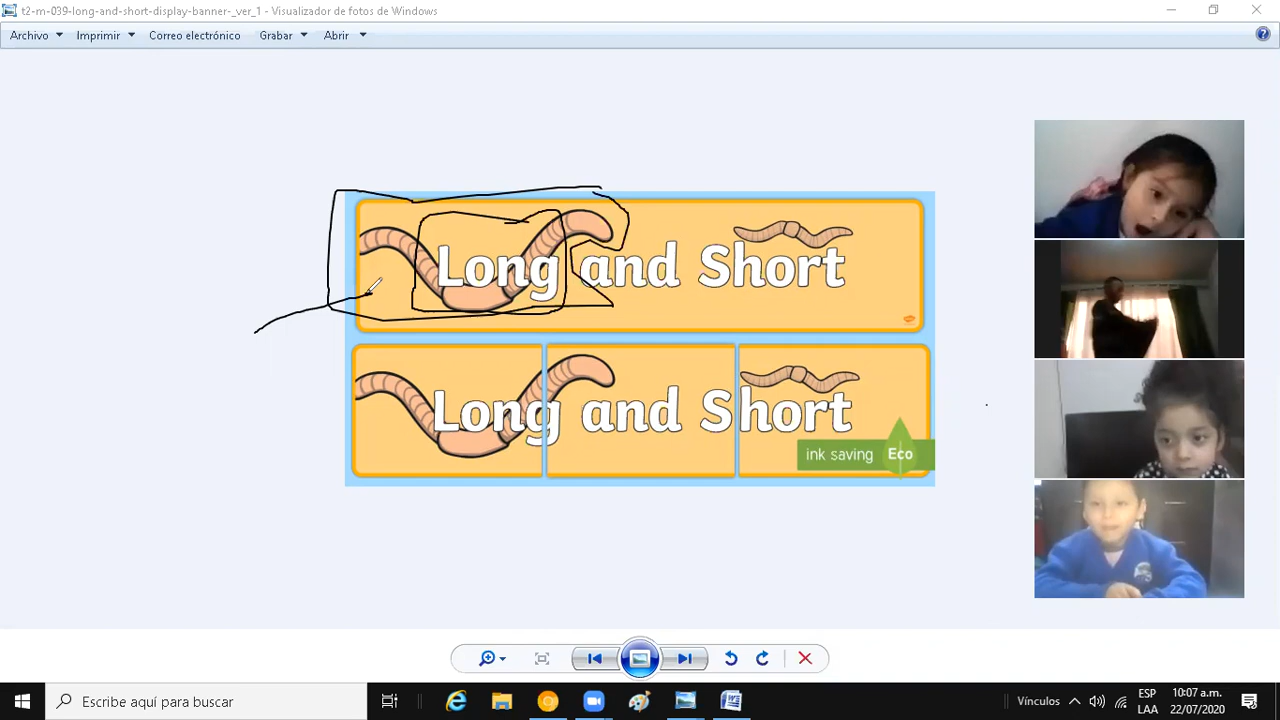 t2-m-039-long-and-short-display-banner-_ver_1 - Visualizador de fotos de Windows
Archivo Imprimir Correo electrónico Grabar Abrir
Long and Short
Long and Short
ink saving Eco
Escribe aquí para buscar
Vínculos
ESP
LAA
10:07 a.m.
22/07/2020